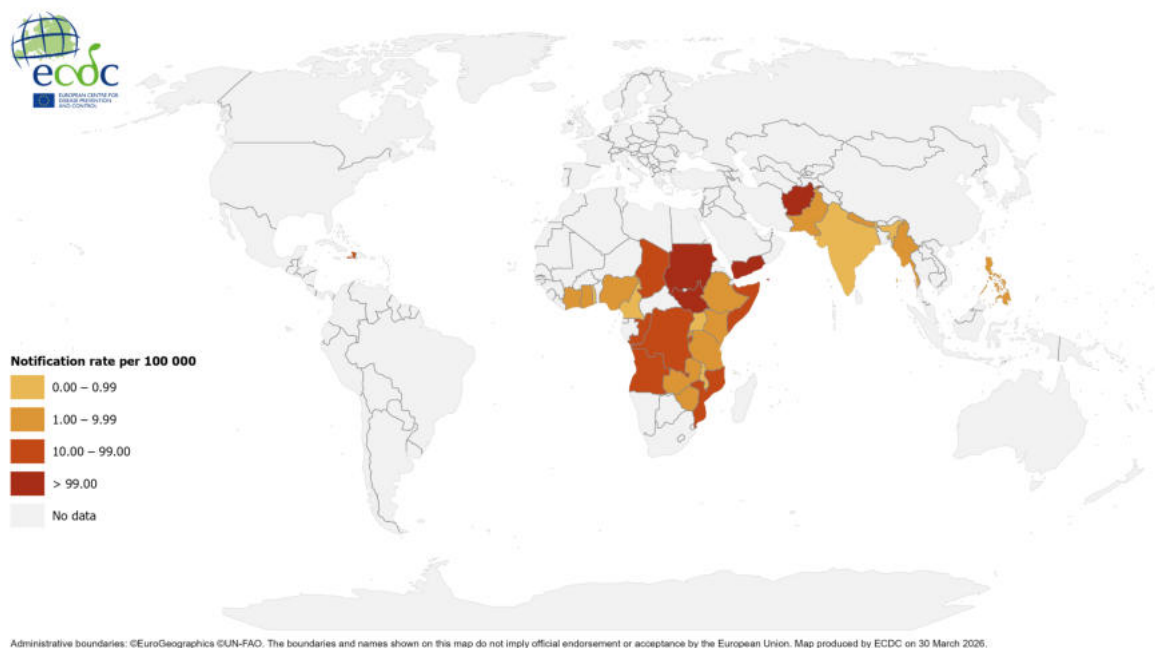 ecdc
EUROPEAN CENTRE FOR
DISEASE PREVENTION
AND CONTROL
Notification rate per 100 000
0.00 – 0.99
1.00 – 9.99
10.00 – 99.00
> 99.00
No data
Administrative boundaries: ©EuroGeographics ©UN-FAO. The boundaries and names shown on this map do not imply official endorsement or acceptance by the European Union. Map produced by ECDC on 30 March 2026.